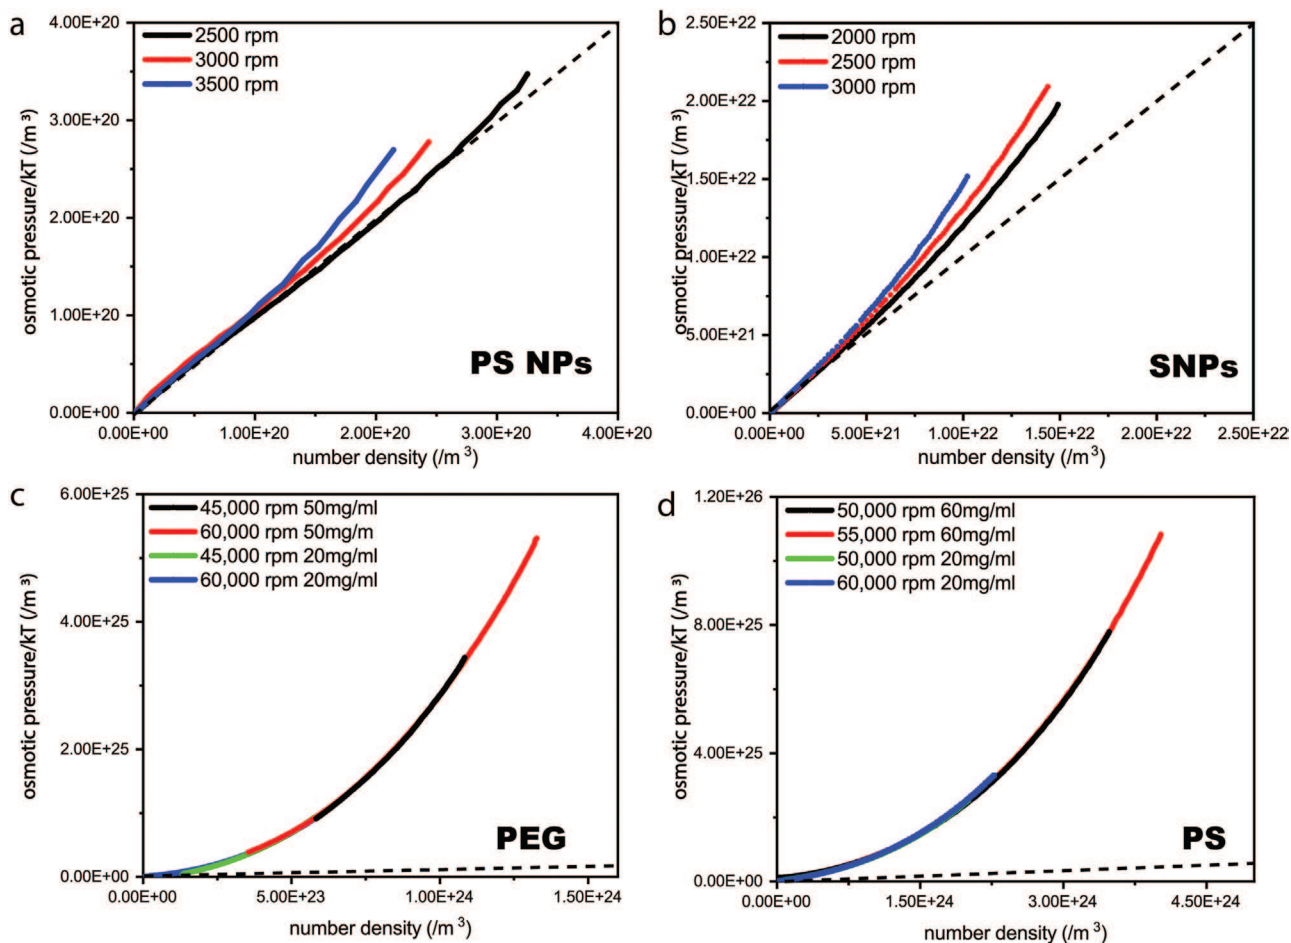 a
4.00E+20
3.00E+20
2.00E+20
1.00E+20
0.00E+00
osmotic pressure/kT (/m³)
2500 rpm
3000 rpm
3500 rpm
PS NPs
0.00E+00 1.00E+20 2.00E+20 3.00E+20 4.00E+20
number density (/m³)
b
2.50E+22
2.00E+22
1.50E+22
1.00E+22
5.00E+21
0.00E+00
osmotic pressure/kT (/m³)
2000 rpm
2500 rpm
3000 rpm
SNPs
0.00E+00 5.00E+21 1.00E+22 1.50E+22 2.00E+22 2.50E+22
number density (/m³)
c
6.00E+25
4.00E+25
2.00E+25
0.00E+00
osmotic pressure/kT (/m³)
45,000 rpm 50mg/ml
60,000 rpm 50mg/m
45,000 rpm 20mg/ml
60,000 rpm 20mg/ml
PEG
0.00E+00 5.00E+23 1.00E+24 1.50E+24
number density (/m³)
d
1.20E+26
8.00E+25
4.00E+25
0.00E+00
osmotic pressure/kT (/m³)
50,000 rpm 60mg/ml
55,000 rpm 60mg/ml
50,000 rpm 20mg/ml
60,000 rpm 20mg/ml
PS
0.00E+00 1.50E+24 3.00E+24 4.50E+24
number density (/m³)